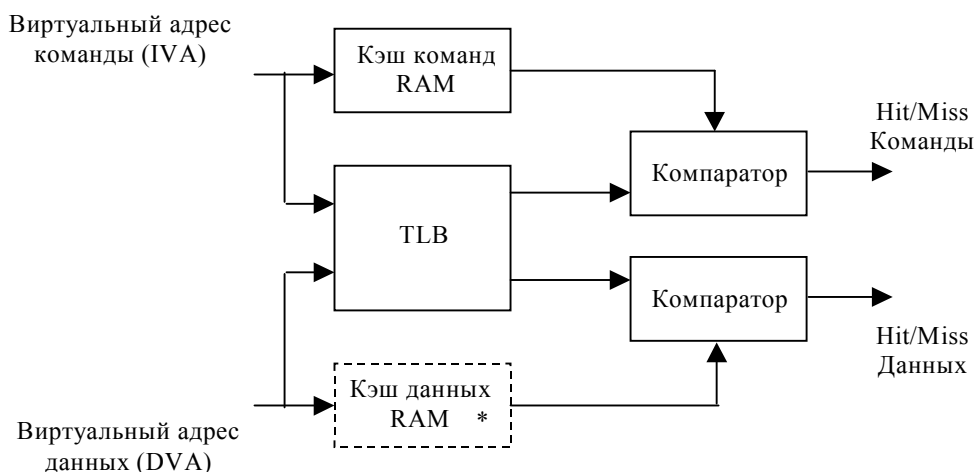 Виртуальный адрес
команды (IVA)
Кэш команд
RAM
Hit/Miss
Команды
Компаратор
TLB
Компаратор
Hit/Miss
Данных
Кэш данных
RAM *
Виртуальный адрес
данных (DVA)